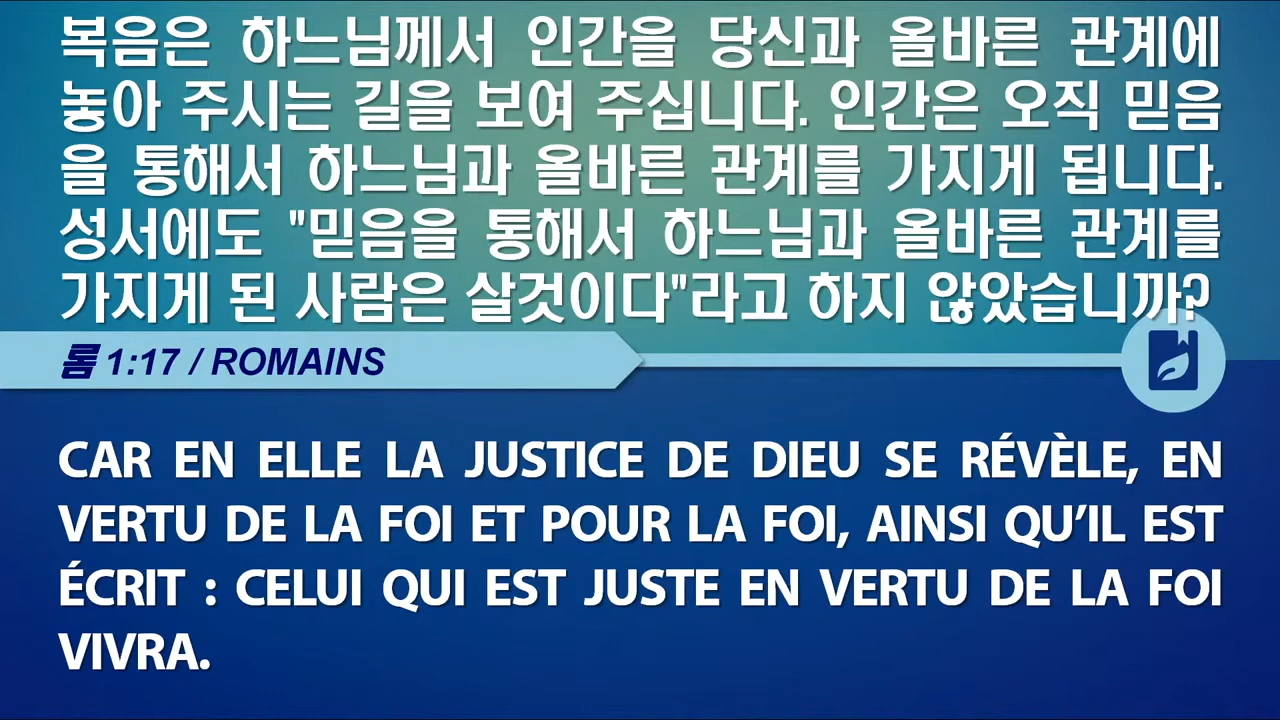 복음은 하느님께서 인간을 당신과 올바른 관계에
놓아 주시는 길을 보여 주십니다. 인간은 오직 믿음
을 통해서 하느님과 올바른 관계를 가지게 됩니다.
성서에도 "믿음을 통해서 하느님과 올바른 관계를
가지게 된 사람은 살것이다"라고 하지 않았습니까?
롬 1:17 / ROMAINS
CAR EN ELLE LA JUSTICE DE DIEU SE RÉVÈLE, EN
VERTU DE LA FOI ET POUR LA FOI, AINSI QU’IL EST
ÉCRIT : CELUI QUI EST JUSTE EN VERTU DE LA FOI
VIVRA.